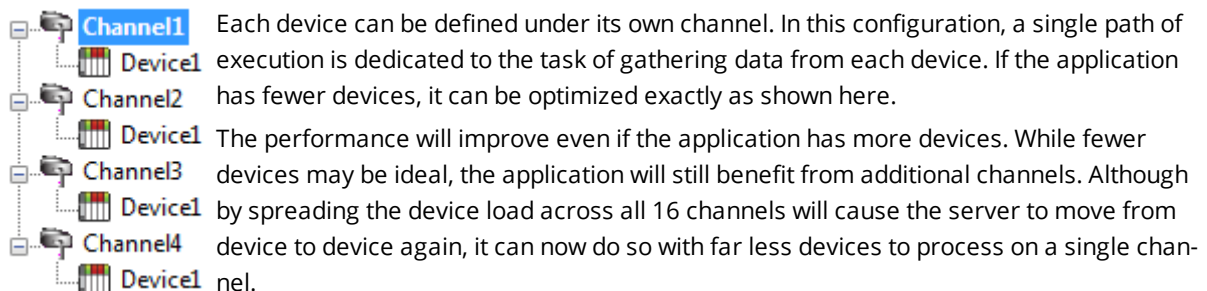 Channel1
Device1
Channel2
Device1
Channel3
Device1
Channel4
Device1
Each device can be defined under its own channel. In this configuration, a single path of
execution is dedicated to the task of gathering data from each device. If the application
has fewer devices, it can be optimized exactly as shown here.
The performance will improve even if the application has more devices. While fewer
devices may be ideal, the application will still benefit from additional channels. Although
by spreading the device load across all 16 channels will cause the server to move from
device to device again, it can now do so with far less devices to process on a single chan-
nel.